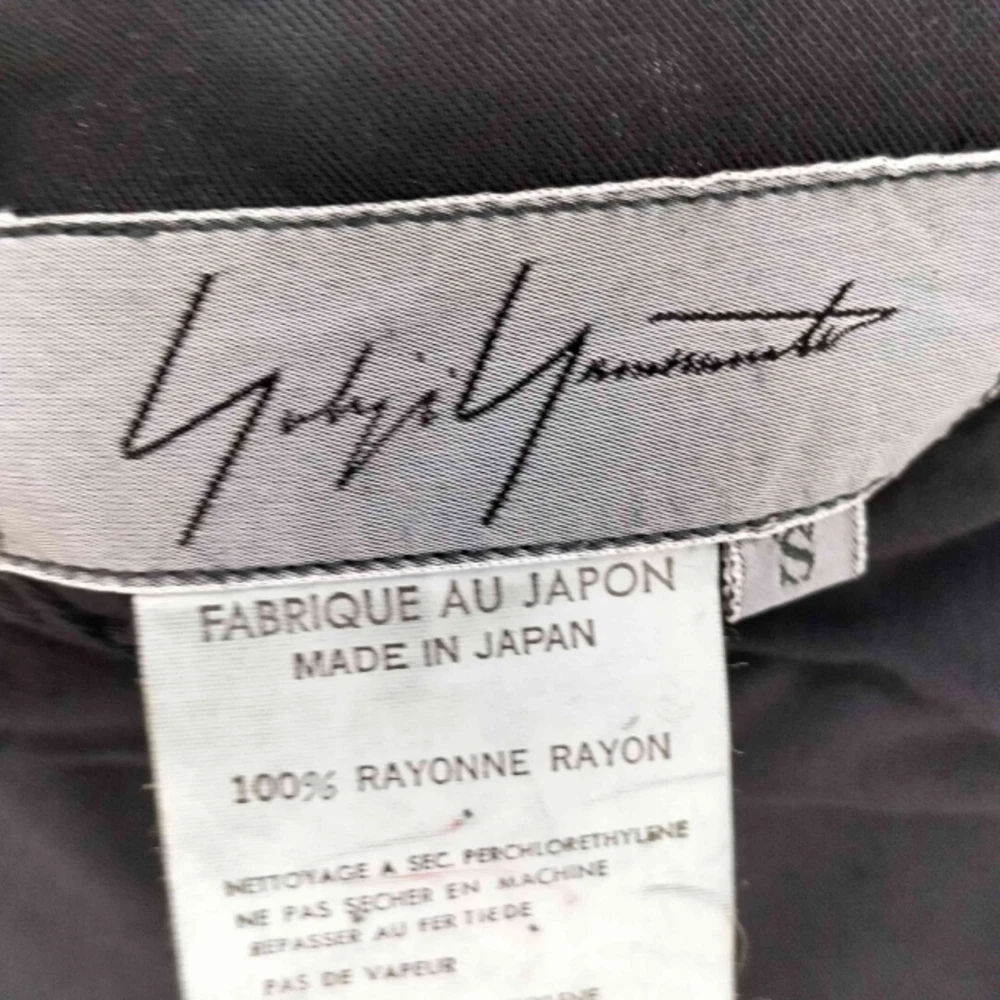 Yohji Yamamoto
S
FABRIQUE AU JAPON
MADE IN JAPAN
100% RAYONNE RAYON
NETTOYAGE A SEC. PERCHLORETHYLENE
NE PAS SECHER EN MACHINE
REPASSER AU FER TIEDE
PAS DE VAPEUR